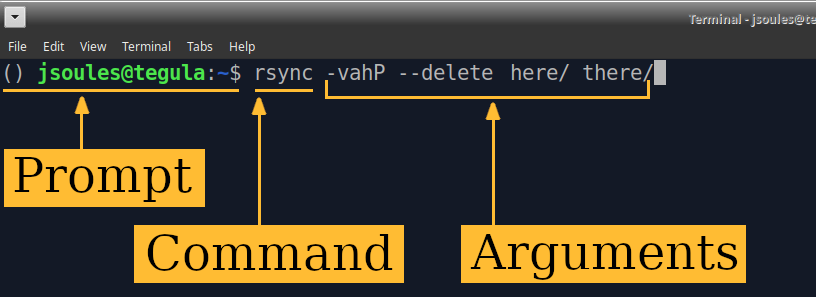 Terminal - jsoules@te
File Edit View Terminal Tabs Help
() jsoules@tegula:~$ rsync -vahP --delete here/ there/
Prompt
Command
Arguments